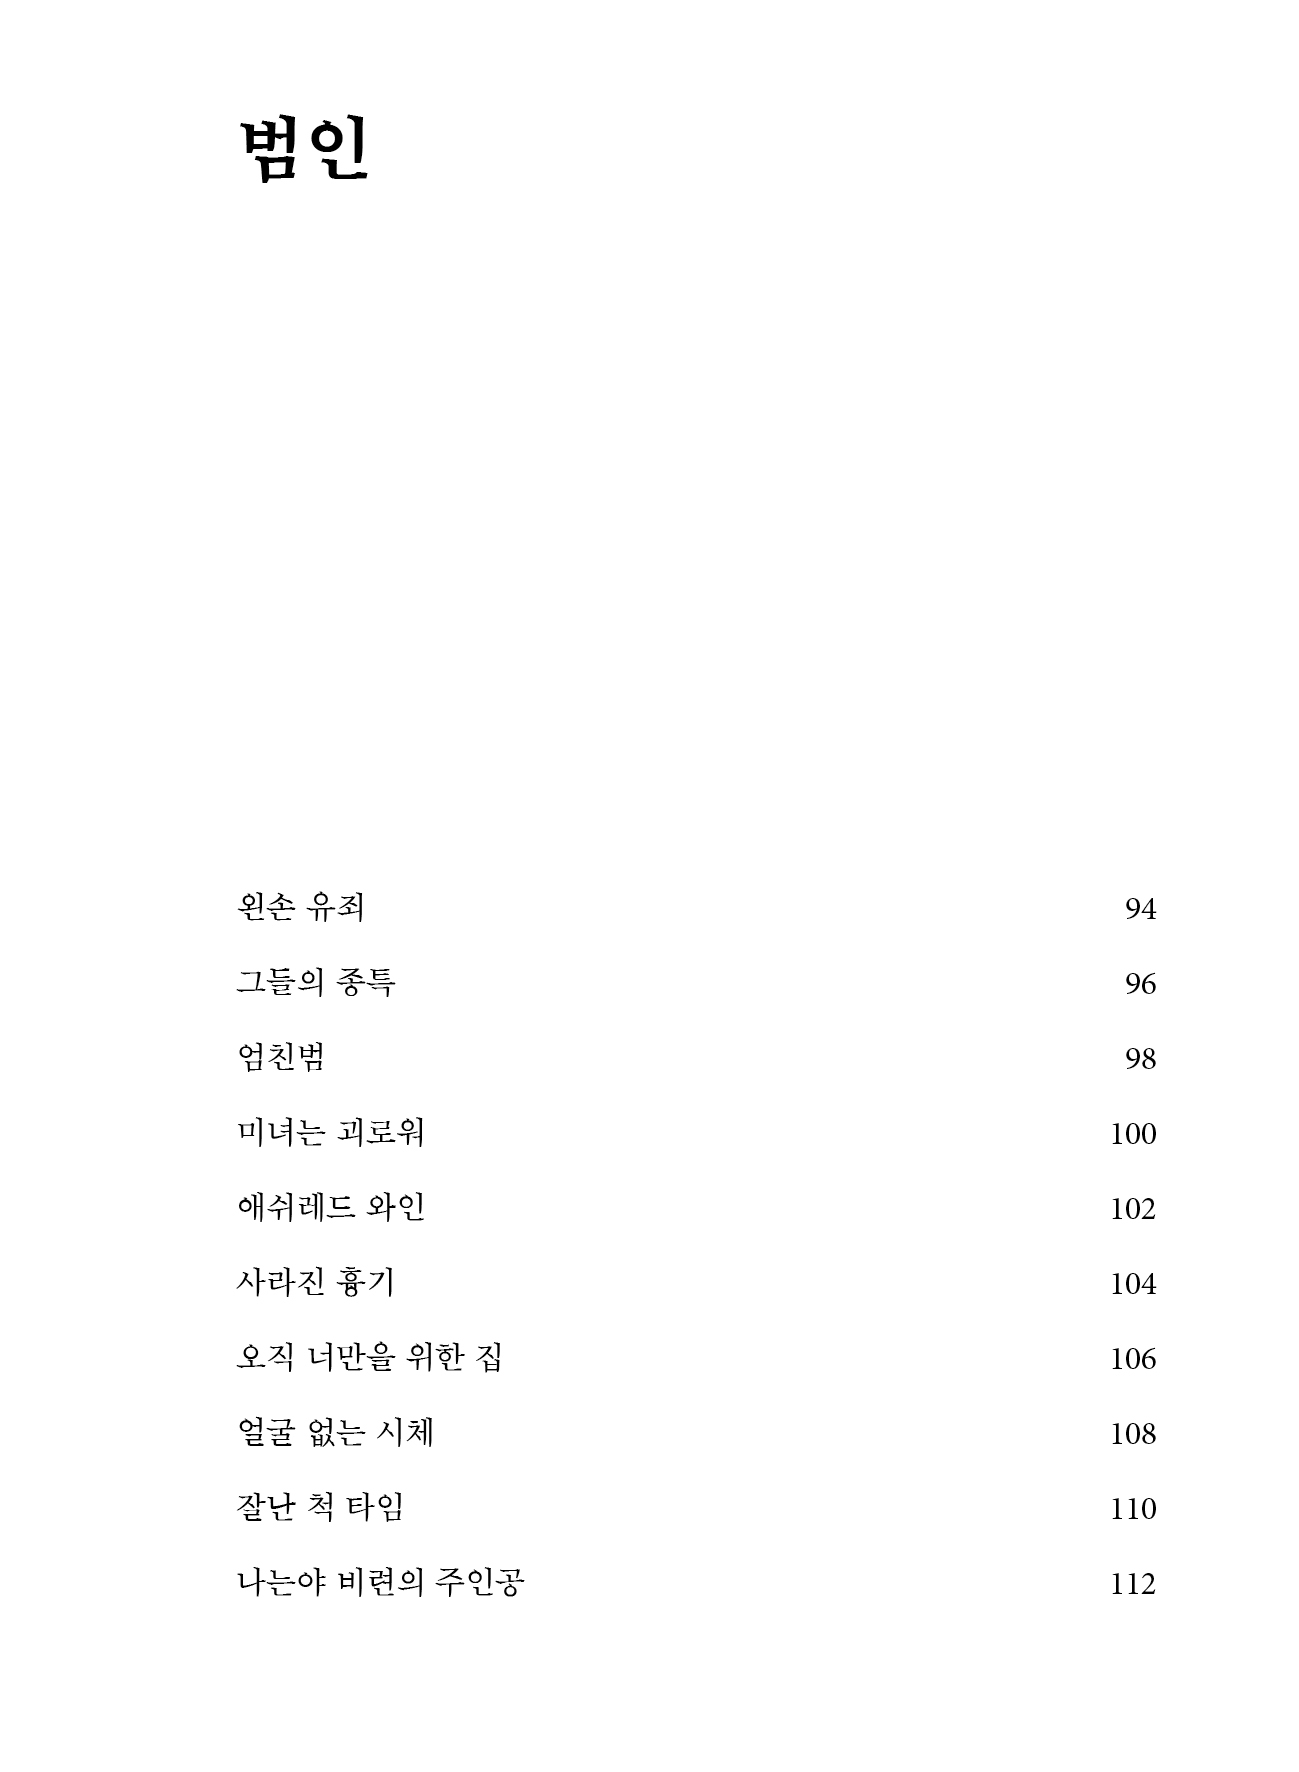 범인
왼손 유죄 94
그들의 종특 96
엄친범 98
미녀는 괴로워 100
애쉬레드 와인 102
사라진 흉기 104
오직 너만을 위한 집 106
얼굴 없는 시체 108
잘난 척 타임 110
나는야 비련의 주인공 112